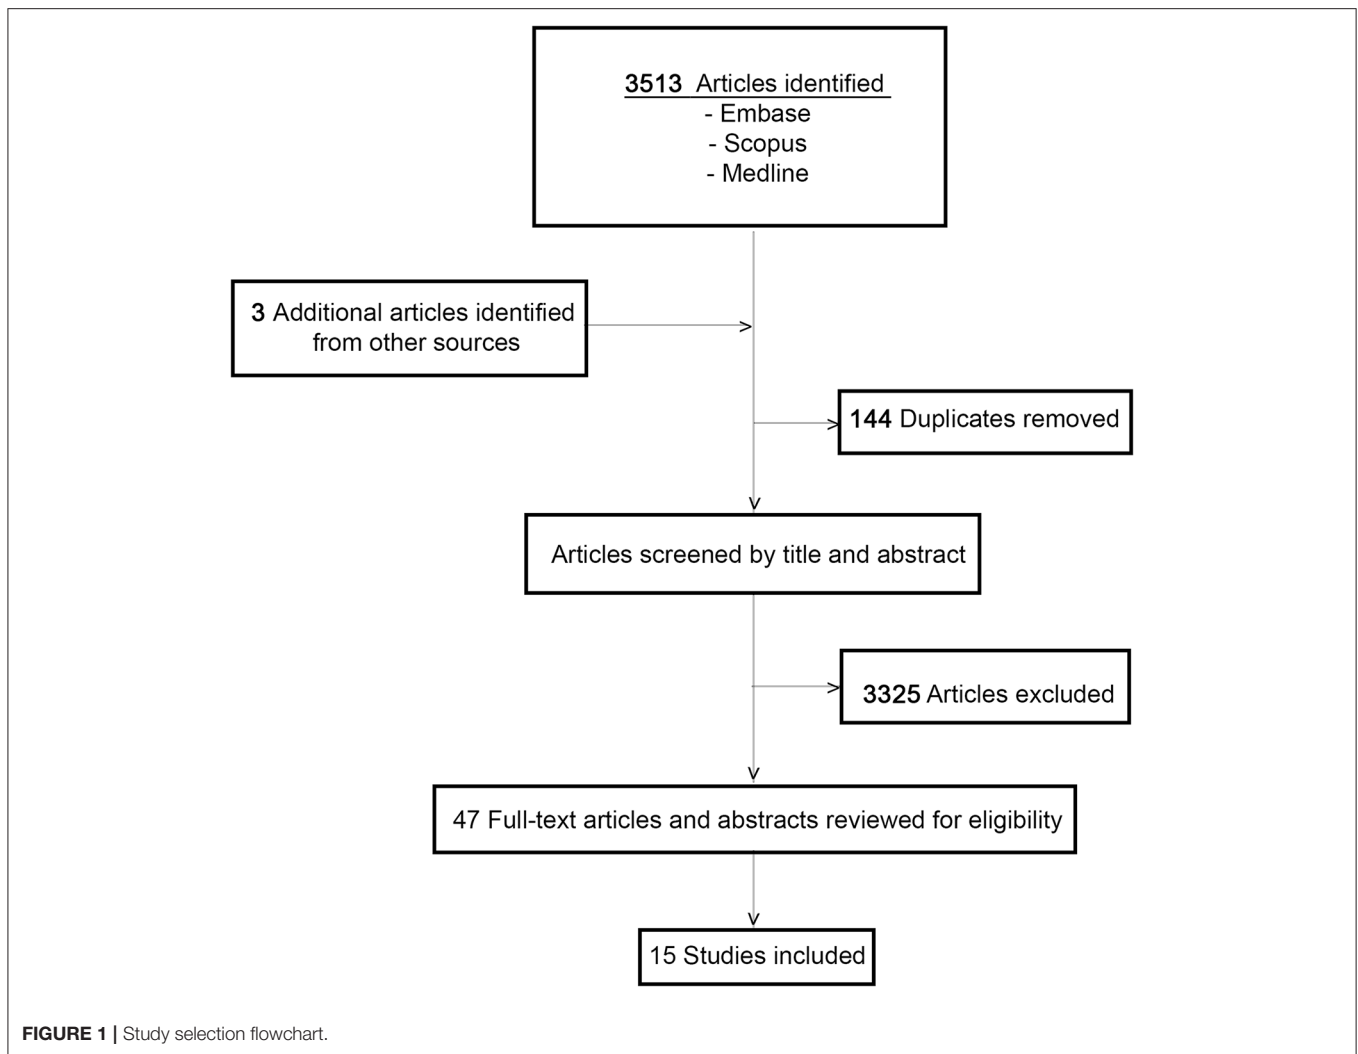 3513 Articles identified
- Embase
- Scopus
- Medline
3 Additional articles identified
from other sources
144 Duplicates removed
Articles screened by title and abstract
3325 Articles excluded
47 Full-text articles and abstracts reviewed for eligibility
15 Studies included
FIGURE 1 | Study selection flowchart.